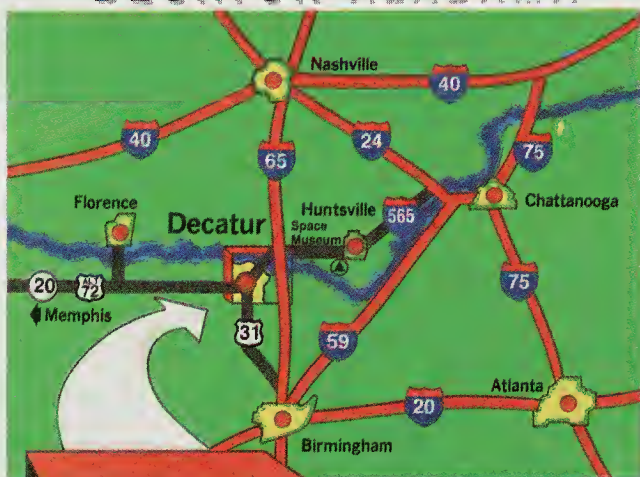 Nashville
40
40
24
75
65
Florence
Decatur
Huntsville
565
Space
Museum
Chattanooga
20
ALT
72
Memphis
31
59
75
Atlanta
20
Birmingham